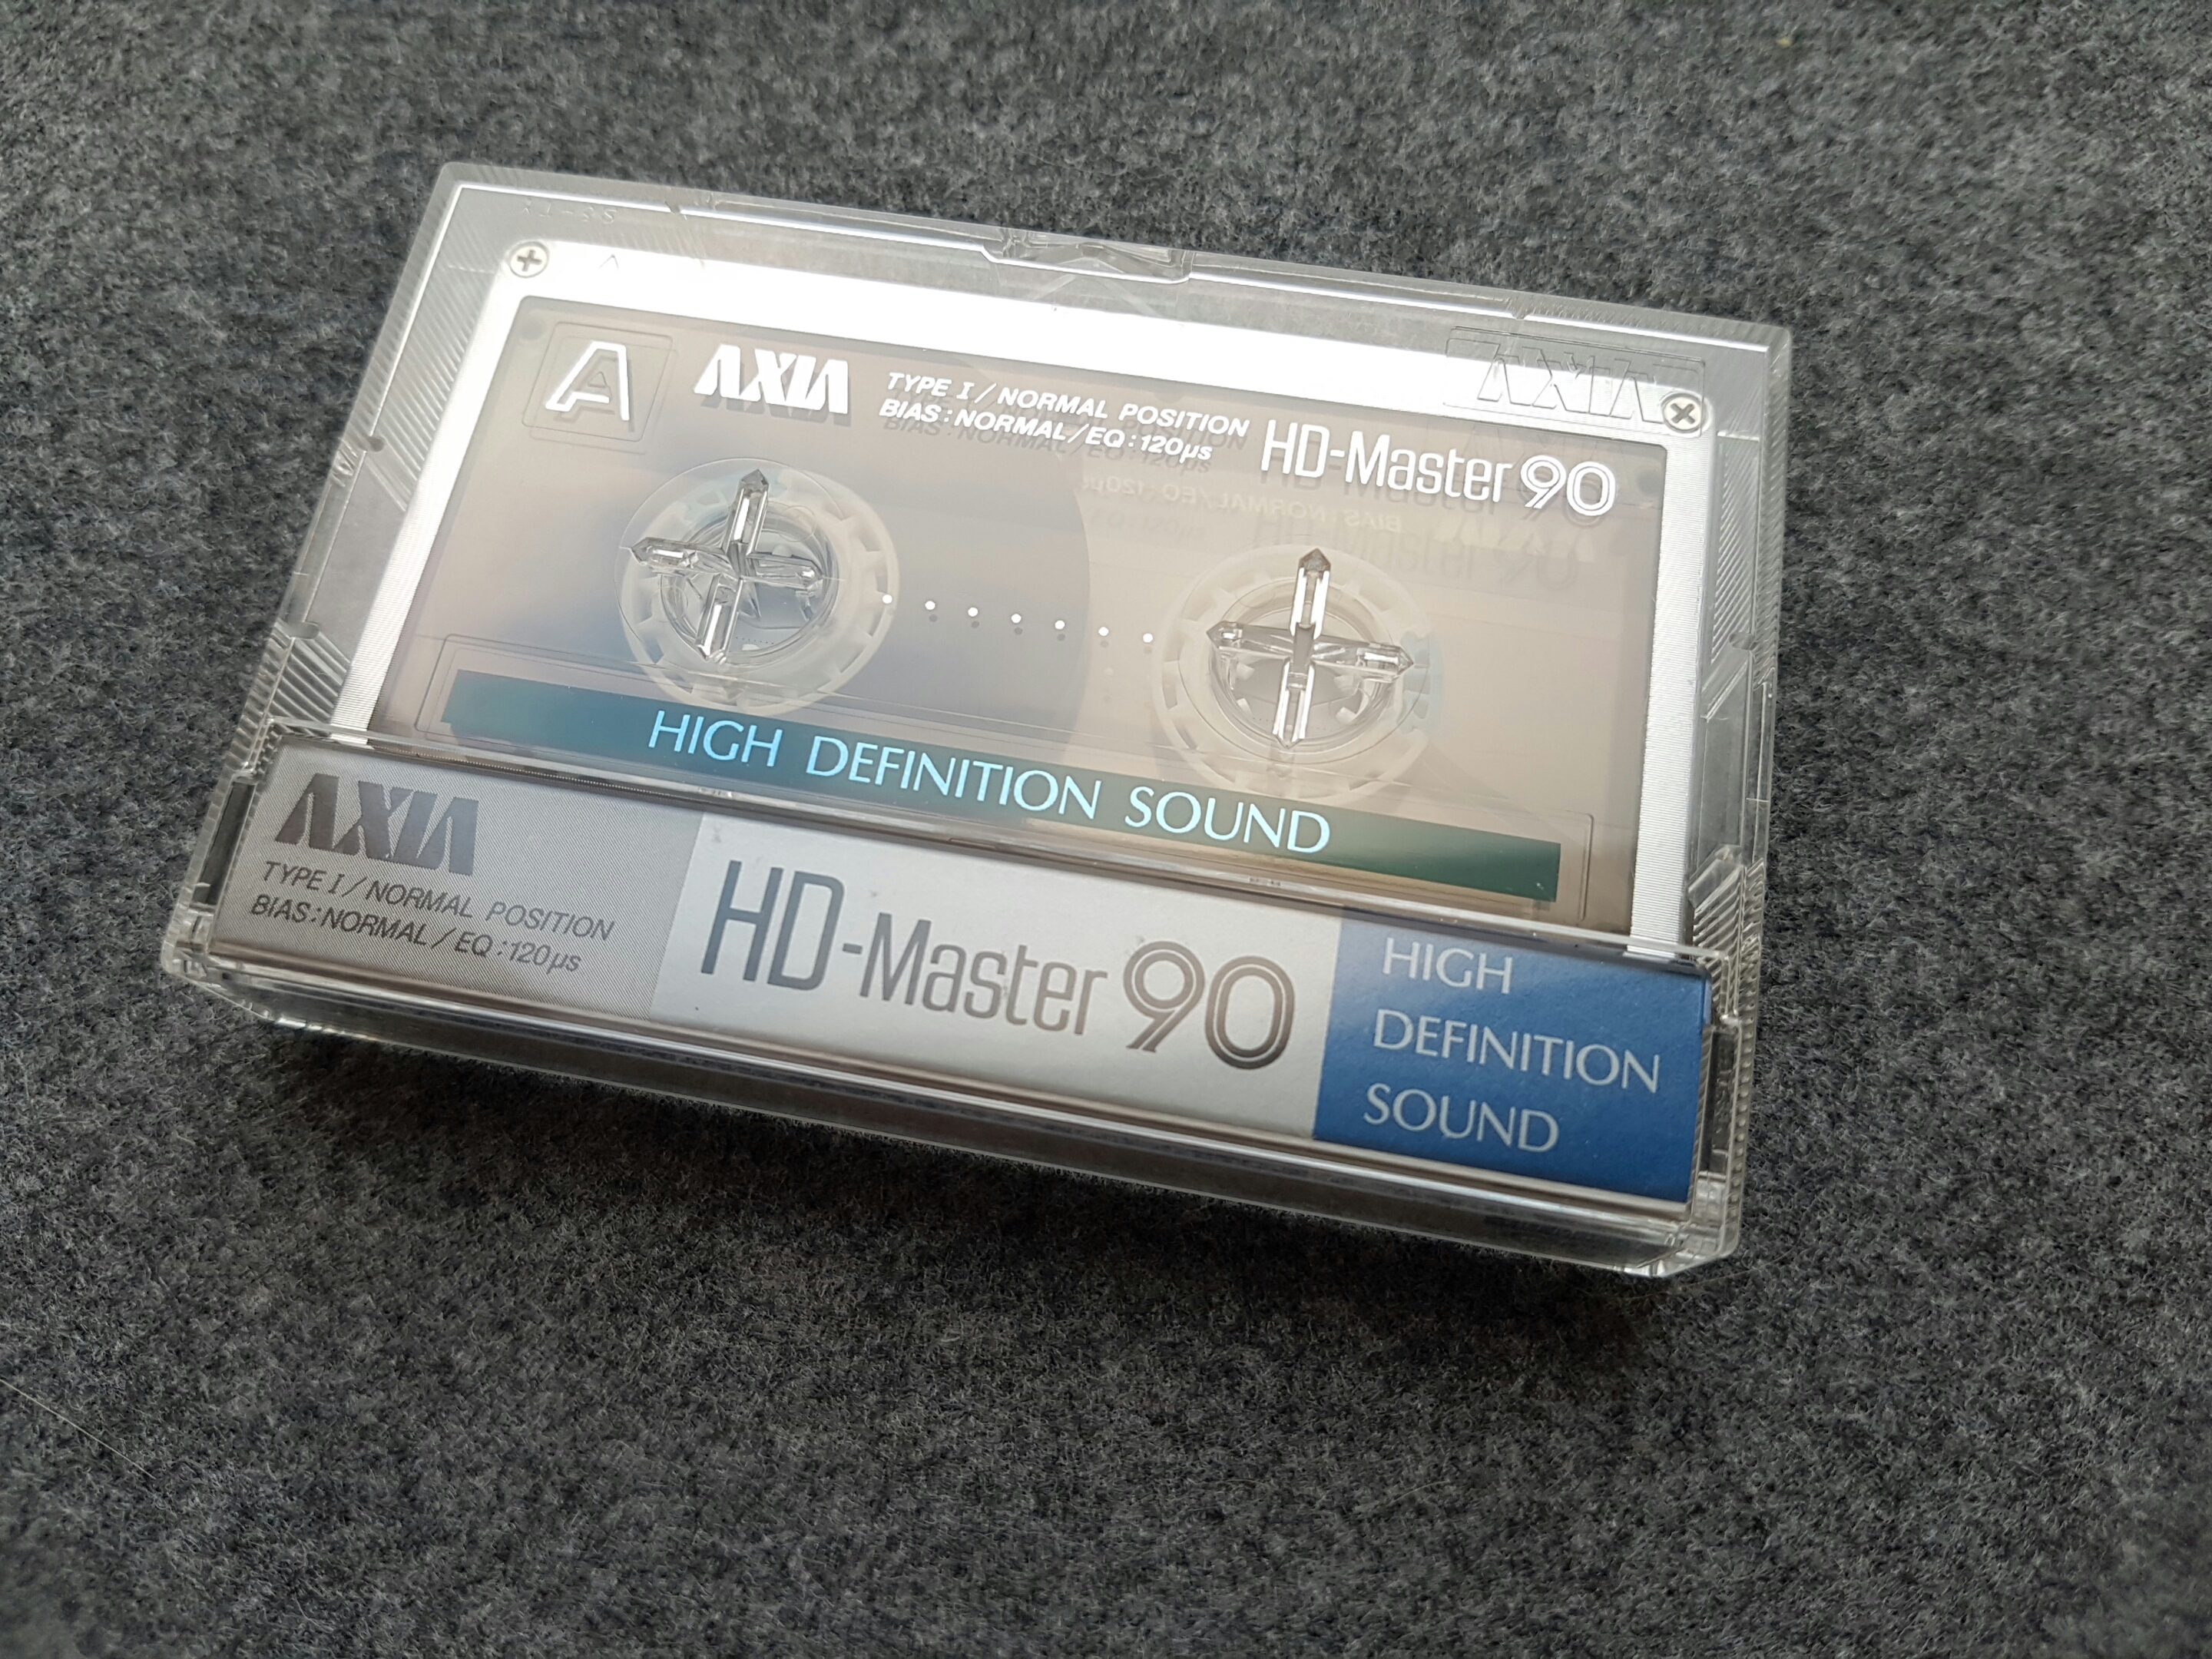 AXIA
A
AXIA
TYPE I/NORMAL POSITION
BIAS:NORMAL/EQ:120µs
HD-Master 90
HIGH DEFINITION SOUND
AXIA
TYPE I/NORMAL POSITION
BIAS:NORMAL/EQ:120µs
HD-Master 90
HIGH
DEFINITION
SOUND